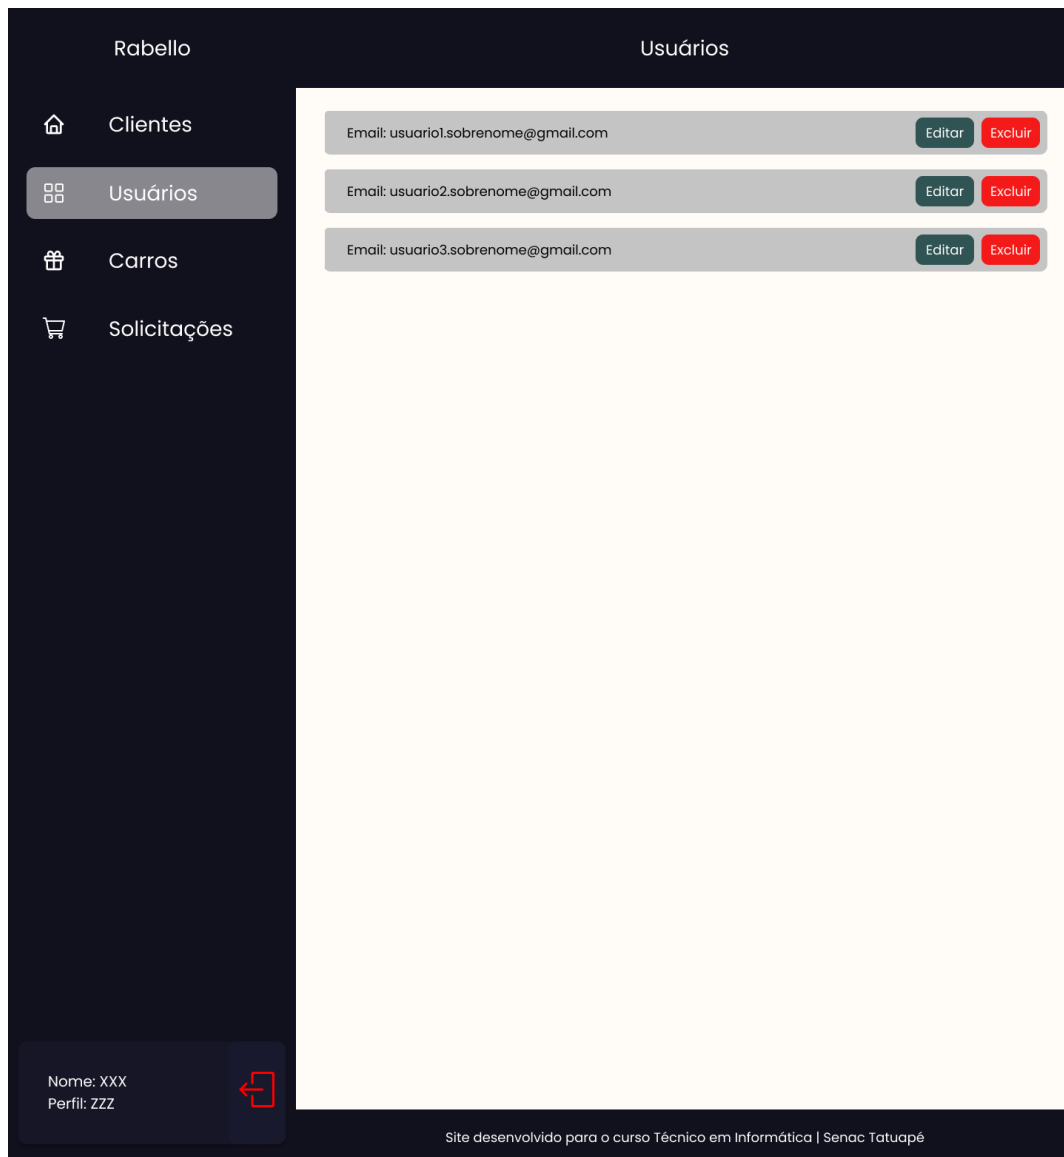 Rabello
Usuários
Clientes
Usuários
Carros
Solicitações
Email: usuario1.sobrenome@gmail.com
Editar
Excluir
Email: usuario2.sobrenome@gmail.com
Editar
Excluir
Email: usuario3.sobrenome@gmail.com
Editar
Excluir
Nome: XXX
Perfil: ZZZ
Site desenvolvido para o curso Técnico em Informática | Senac Tatuapé